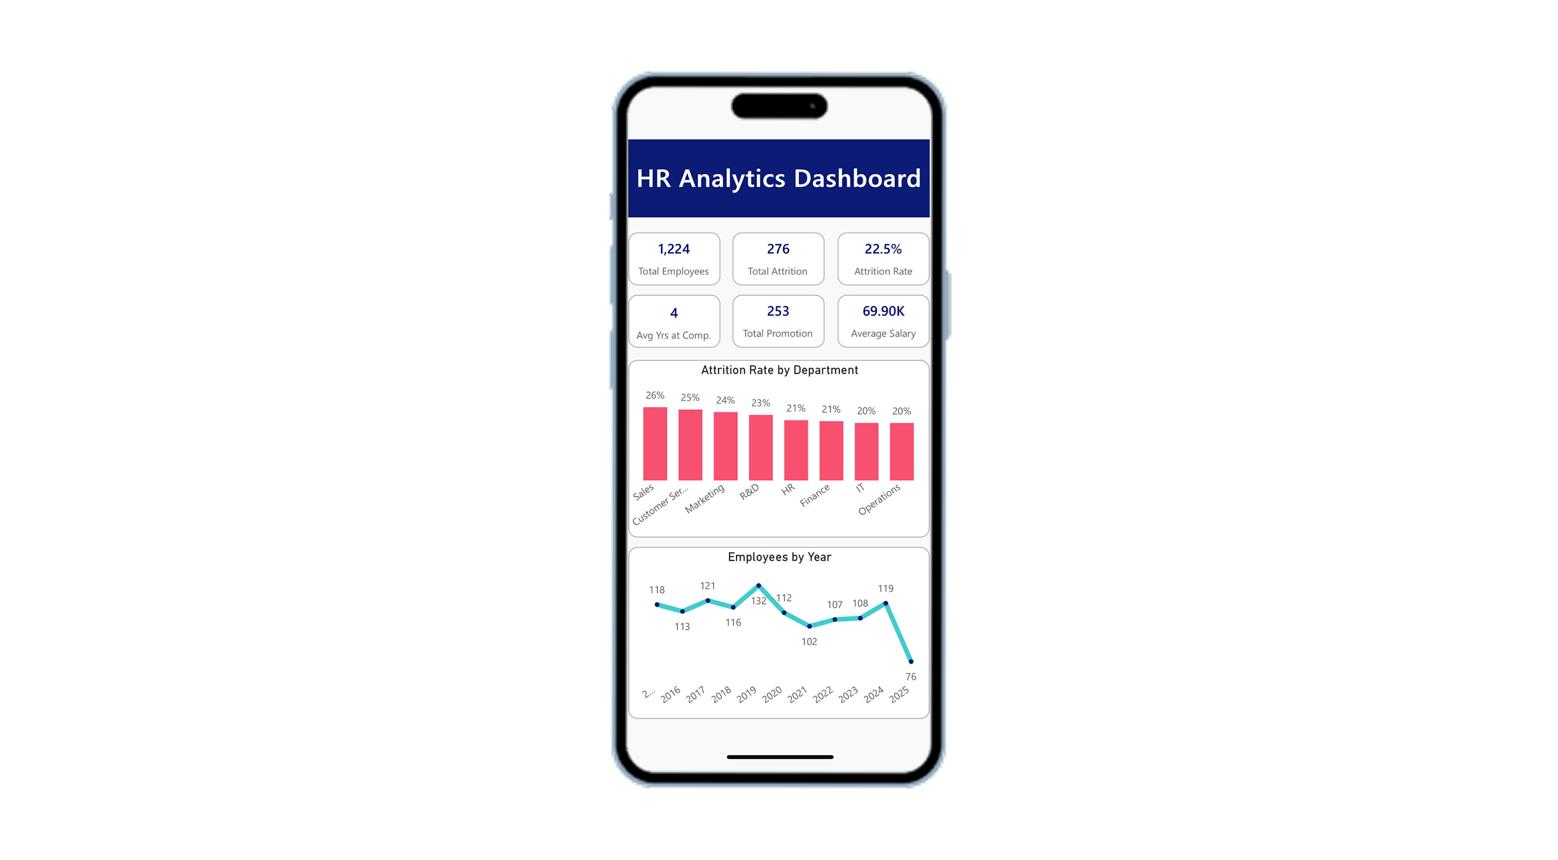 HR Analytics Dashboard
1,224
Total Employees
276
Total Attrition
22.5%
Attrition Rate
4
Avg Yrs at Comp.
253
Total Promotion
69.90K
Average Salary
Attrition Rate by Department
26% 25% 24% 23% 21% 21% 20% 20%
Sales Customer Ser... Marketing R&D HR Finance IT Operations
Employees by Year
118 113 121 116 132 112 102 107 108 119 76
2... 2016 2017 2018 2019 2020 2021 2022 2023 2024 2025